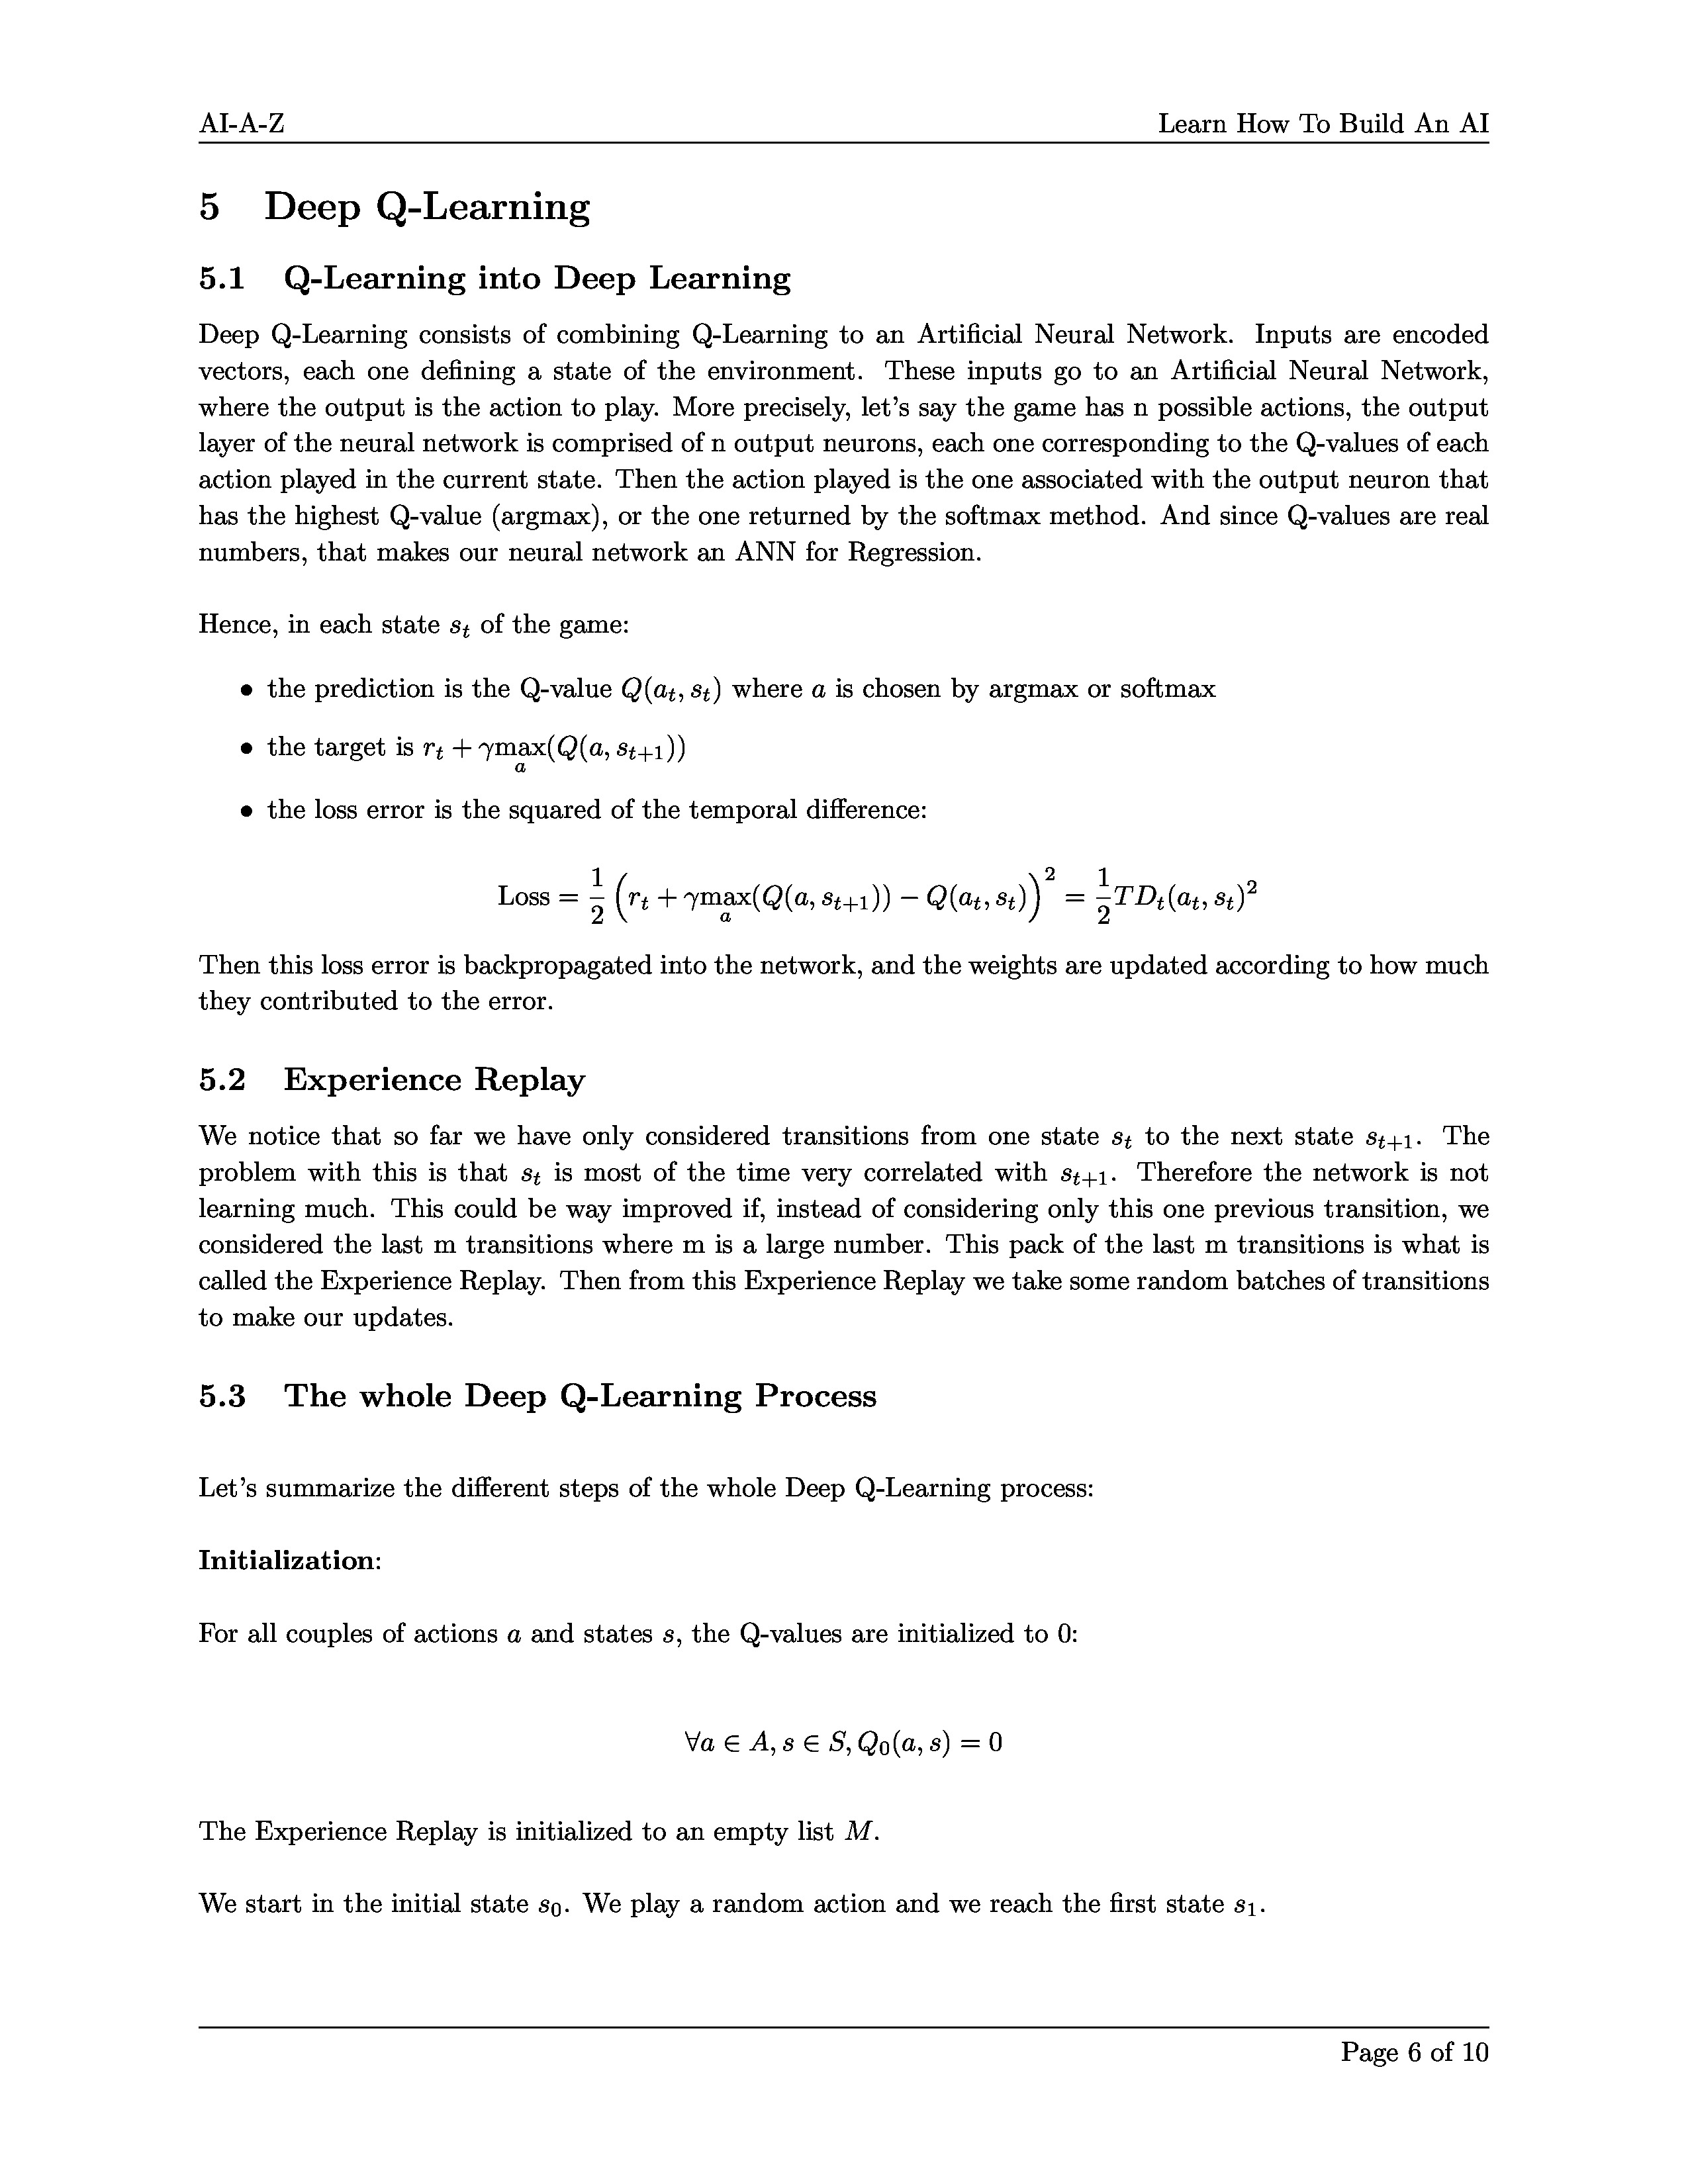 AI-A-Z Learn How To Build An AI
5 Deep Q-Learning
5.1 Q-Learning into Deep Learning
Deep Q-Learning consists of combining Q-Learning to an Artificial Neural Network. Inputs are encoded
vectors, each one defining a state of the environment. These inputs go to an Artificial Neural Network,
where the output is the action to play. More precisely, let's say the game has n possible actions, the output
layer of the neural network is comprised of n output neurons, each one corresponding to the Q-values of each
action played in the current state. Then the action played is the one associated with the output neuron that
has the highest Q-value (argmax), or the one returned by the softmax method. And since Q-values are real
numbers, that makes our neural network an ANN for Regression.
Hence, in each state $s_t$ of the game:
• the prediction is the Q-value $Q(a_t, s_t)$ where $a$ is chosen by argmax or softmax
• the target is $r_t + \gamma \max_a(Q(a, s_{t+1}))$
• the loss error is the squared of the temporal difference:
$\text{Loss} = \frac{1}{2}\left(r_t + \gamma \max_a(Q(a, s_{t+1})) - Q(a_t, s_t)\right)^2 = \frac{1}{2}TD_t(a_t, s_t)^2$
Then this loss error is backpropagated into the network, and the weights are updated according to how much
they contributed to the error.
5.2 Experience Replay
We notice that so far we have only considered transitions from one state $s_t$ to the next state $s_{t+1}$. The
problem with this is that $s_t$ is most of the time very correlated with $s_{t+1}$. Therefore the network is not
learning much. This could be way improved if, instead of considering only this one previous transition, we
considered the last m transitions where m is a large number. This pack of the last m transitions is what is
called the Experience Replay. Then from this Experience Replay we take some random batches of transitions
to make our updates.
5.3 The whole Deep Q-Learning Process
Let's summarize the different steps of the whole Deep Q-Learning process:
Initialization:
For all couples of actions $a$ and states $s$, the Q-values are initialized to 0:
$\forall a \in A, s \in S, Q_0(a, s) = 0$
The Experience Replay is initialized to an empty list $M$.
We start in the initial state $s_0$. We play a random action and we reach the first state $s_1$.
Page 6 of 10